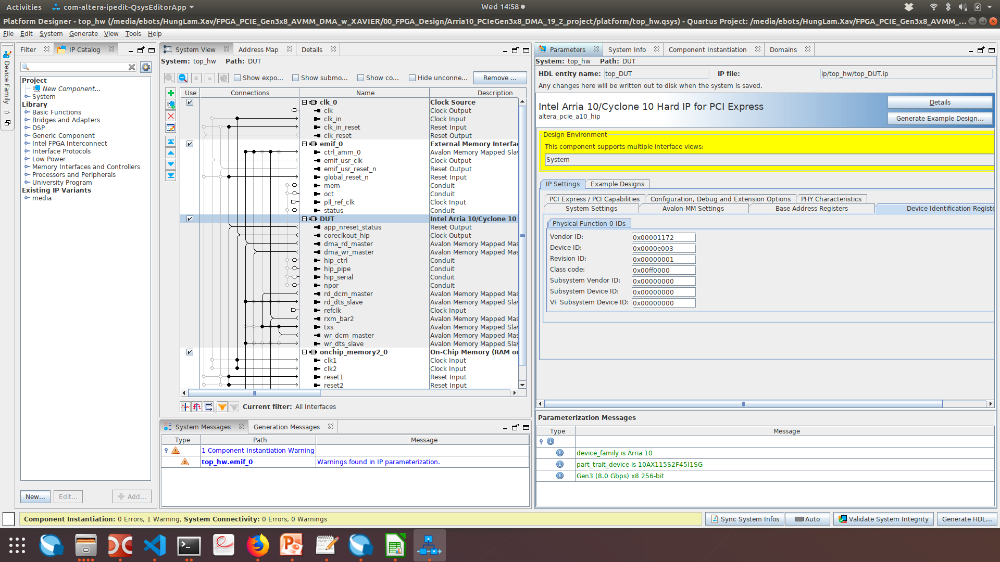 Activities com-altera-ipedit-QsysEditorApp Wed 14:58
Platform Designer - top_hw (/media/ebots/HungLam.Xav/FPGA_PCIE_Gen3x8_AVMM_DMA_w_XAVIER/00_FPGA_Design/Arria10_PCIeGen3x8_DMA_19_2_project/platform/top_hw.qsys) - Quartus Project: /media/ebots/HungLam.Xav/FPGA_PCIE_Gen3x8_AVMM_...
File Edit System Generate View Tools Help
Device Family
Filter IP Catalog
Project
New Component...
System
Library
Basic Functions
Bridges and Adapters
DSP
Generic Component
Intel FPGA Interconnect
Interface Protocols
Low Power
Memory Interfaces and Controllers
Processors and Peripherals
University Program
Existing IP Variants
media
New... Edit... Add...
System View Address Map Details
System: top_hw Path: DUT
Show expo... Show submo... Show co... Hide unconne... Remove ...
Use Connections Name Description
clk_0 Clock Source
clk Clock Output
clk_in Clock Input
clk_in_reset Reset Input
clk_reset Reset Output
emif_0 External Memory Interfac
ctrl_amm_0 Avalon Memory Mapped Slav
emif_usr_clk Clock Output
emif_usr_reset_n Reset Output
global_reset_n Reset Input
mem Conduit
oct Conduit
pll_ref_clk Clock Input
status Conduit
DUT Intel Arria 10/Cyclone 10
app_nreset_status Reset Output
coreclkout_hip Clock Output
dma_rd_master Avalon Memory Mapped Mas
dma_wr_master Avalon Memory Mapped Mas
hip_ctrl Conduit
hip_pipe Conduit
hip_serial Conduit
npor Conduit
rd_dcm_master Avalon Memory Mapped Mas
rd_dts_slave Avalon Memory Mapped Slav
refclk Clock Input
rxm_bar2 Avalon Memory Mapped Mas
txs Avalon Memory Mapped Slav
wr_dcm_master Avalon Memory Mapped Mas
wr_dts_slave Avalon Memory Mapped Slav
onchip_memory2_0 On-Chip Memory (RAM or
clk1 Clock Input
clk2 Clock Input
reset1 Reset Input
reset2 Reset Input
Current filter: All Interfaces
System Messages Generation Messages
Type Path Message
1 Component Instantiation Warning
top_hw.emif_0 Warnings found in IP parameterization.
Parameters System Info Component Instantiation Domains
System: top_hw Path: DUT
HDL entity name: top_DUT IP file: ip/top_hw/top_DUT.ip
Any changes here will be written out to disk when the system is saved.
Intel Arria 10/Cyclone 10 Hard IP for PCI Express
altera_pcie_a10_hip
Details
Generate Example Design...
Design Environment
This component supports multiple interface views:
System
IP Settings Example Designs
PCI Express / PCI Capabilities Configuration, Debug and Extension Options PHY Characteristics
System Settings Avalon-MM Settings Base Address Registers Device Identification Registe
Physical Function 0 IDs
Vendor ID: 0x00001172
Device ID: 0x0000e003
Revision ID: 0x00000001
Class code: 0x00ff0000
Subsystem Vendor ID: 0x00000000
Subsystem Device ID: 0x00000000
VF Subsystem Device ID: 0x00000000
Parameterization Messages
Type Message
device_family is Arria 10
part_trait_device is 10AX115S2F45I1SG
Gen3 (8.0 Gbps) x8 256-bit
Component Instantiation: 0 Errors, 1 Warning, System Connectivity: 0 Errors, 0 Warnings
Sync System Infos Auto Validate System Integrity Generate HDL...